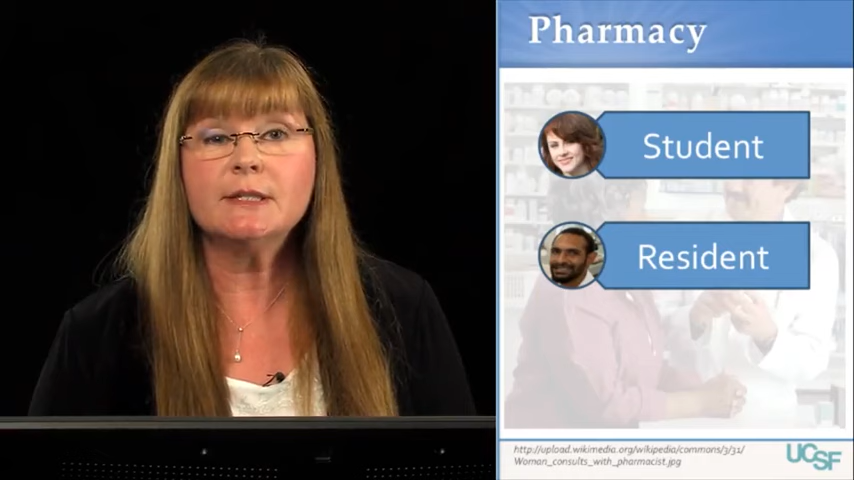 Pharmacy
Student
Resident
http://upload.wikimedia.org/wikipedia/commons/3/31/
Woman_consults_with_pharmacist.jpg
UCSF